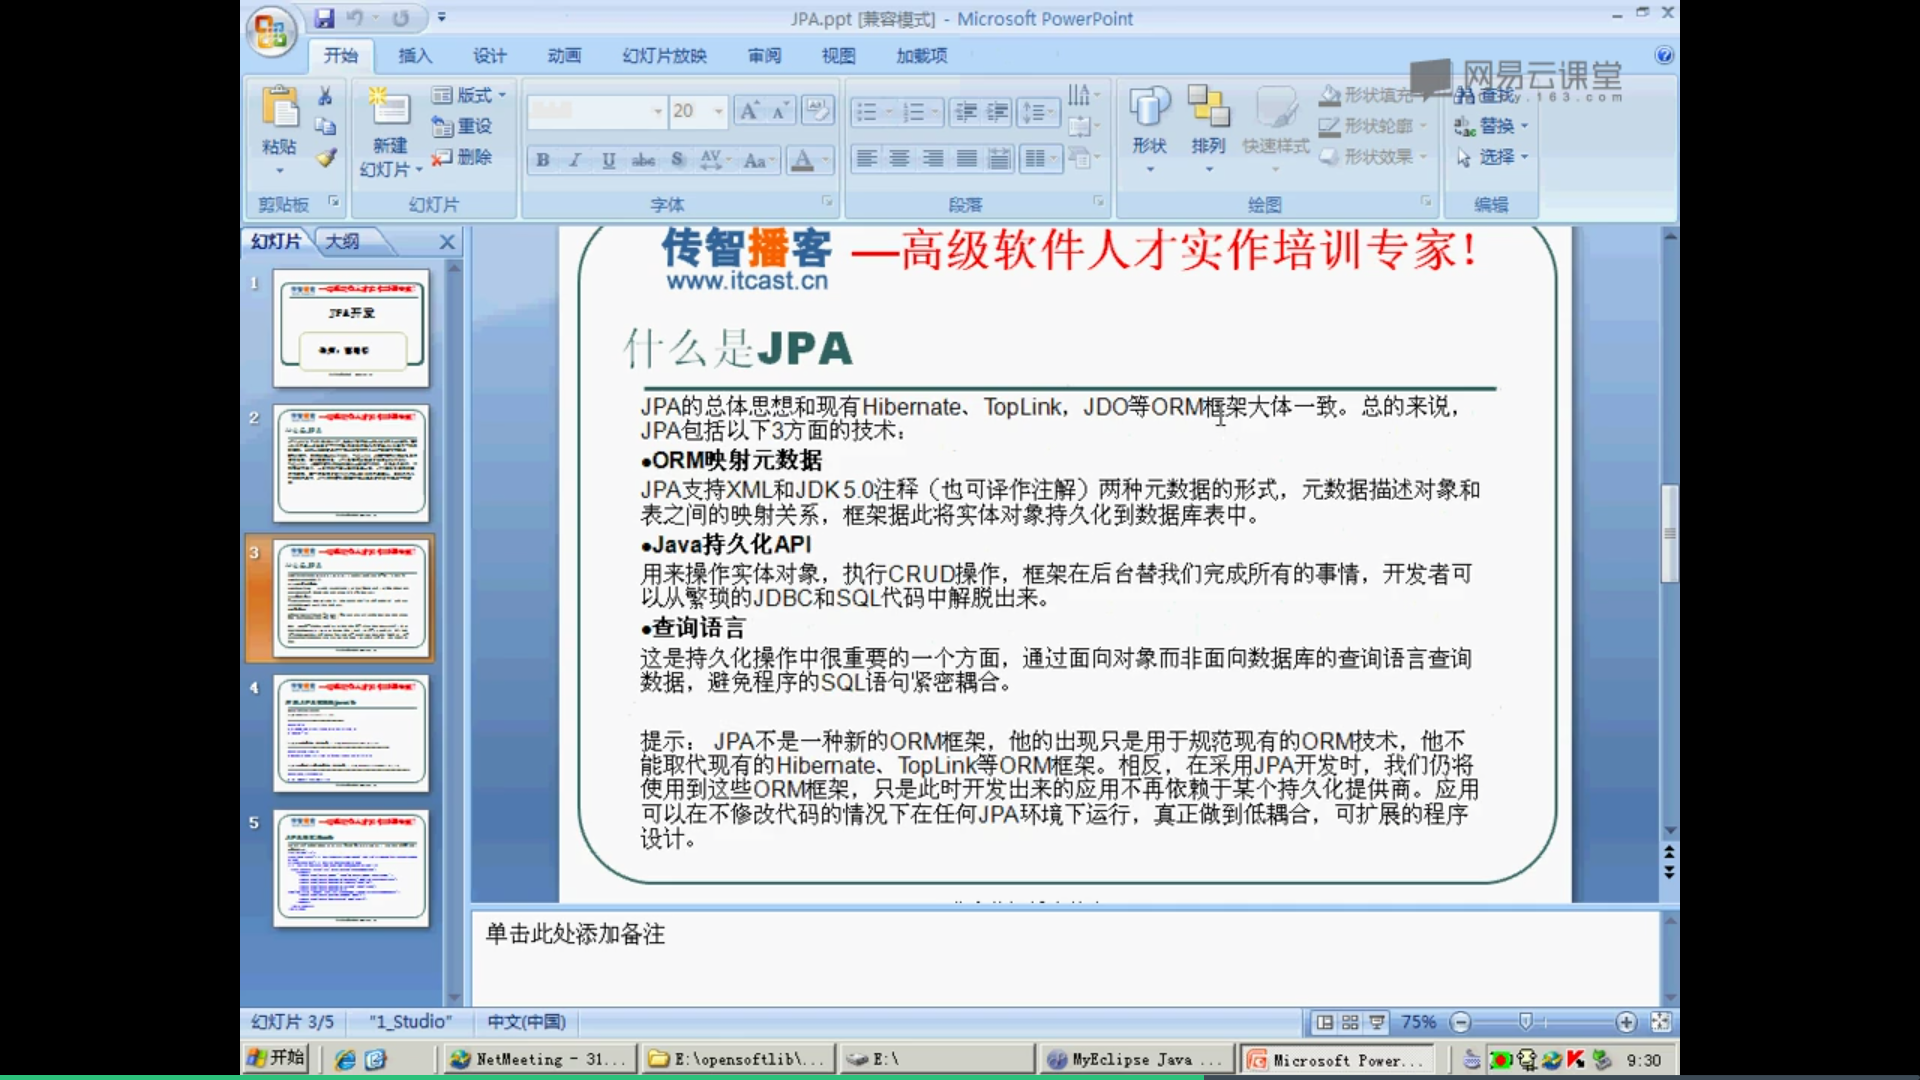 JPA.ppt [兼容模式] - Microsoft PowerPoint
开始 插入 设计 动画 幻灯片放映 审阅 视图 加载项
网易云课堂
粘贴
新建
幻灯片
版式
重设
删除
20
B I U abc S AV Aa A
形状
排列
快速样式
形状填充
形状轮廓
形状效果
查找
替换
选择
剪贴板 幻灯片 字体 段落 绘图 编辑
幻灯片 大纲
1
JPA开发
2
3
4
5
传智播客 —高级软件人才实作培训专家!
www.itcast.cn
什么是JPA
JPA的总体思想和现有Hibernate、TopLink，JDO等ORM框架大体一致。总的来说，
JPA包括以下3方面的技术：
●ORM映射元数据
JPA支持XML和JDK 5.0注释（也可译作注解）两种元数据的形式，元数据描述对象和
表之间的映射关系，框架据此将实体对象持久化到数据库表中。
●Java持久化API
用来操作实体对象，执行CRUD操作，框架在后台替我们完成所有的事情，开发者可
以从繁琐的JDBC和SQL代码中解脱出来。
●查询语言
这是持久化操作中很重要的一个方面，通过面向对象而非面向数据库的查询语言查询
数据，避免程序的SQL语句紧密耦合。
提示： JPA不是一种新的ORM框架，他的出现只是用于规范现有的ORM技术，他不
能取代现有的Hibernate、TopLink等ORM框架。相反，在采用JPA开发时，我们仍将
使用到这些ORM框架，只是此时开发出来的应用不再依赖于某个持久化提供商。应用
可以在不修改代码的情况下在任何JPA环境下运行，真正做到低耦合，可扩展的程序
设计。
单击此处添加备注
幻灯片 3/5 "1_Studio" 中文(中国) 75%
开始 NetMeeting - 31... E:\opensoftlib\... E:\ MyEclipse Java ... Microsoft Power... 9:30